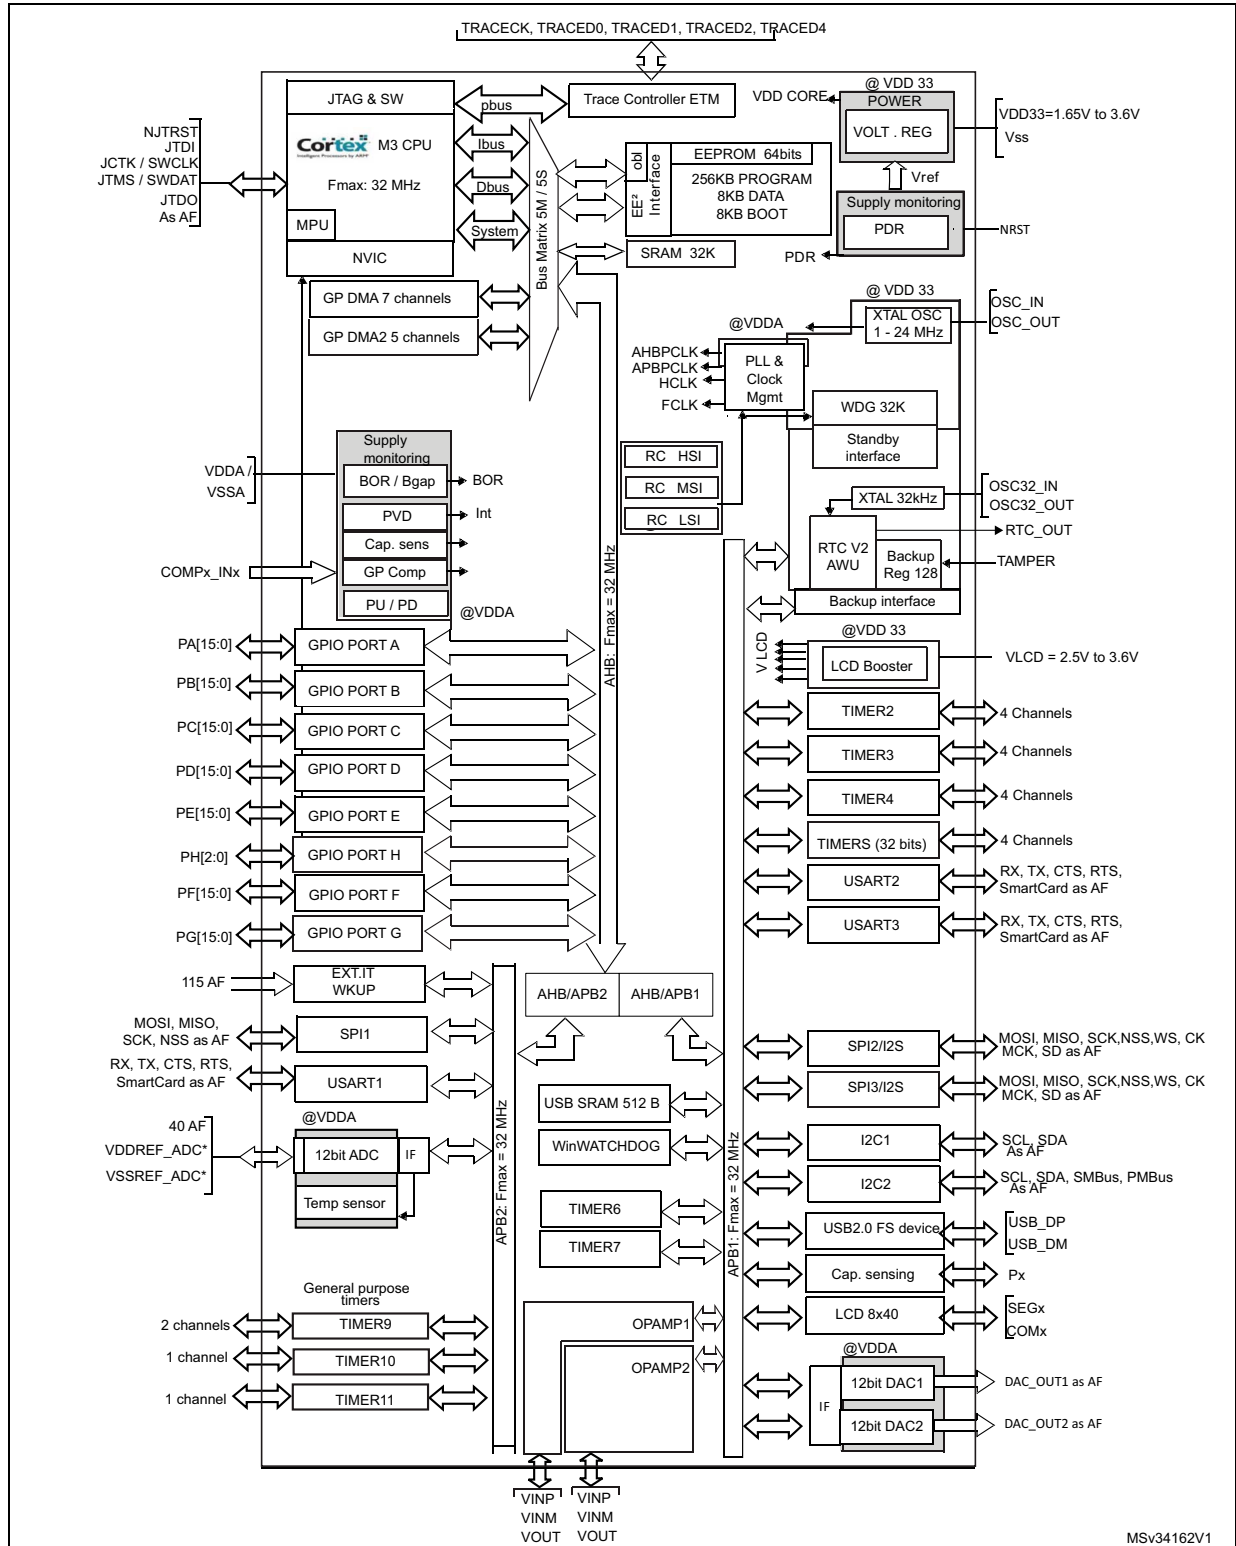 TRACECK, TRACED0, TRACED1, TRACED2, TRACED4
JTAG & SW
pbus
Trace Controller ETM
VDD CORE
@ VDD 33
POWER
VOLT . REG
VDD33=1.65V to 3.6V
Vss
NJTRST
JTDI
JCTK / SWCLK
JTMS / SWDAT
JTDO
As AF
Cortex
Intelligent Processors by ARM®
M3 CPU
Fmax: 32 MHz
MPU
NVIC
Ibus
Dbus
System
Bus Matrix 5M / 5S
obl
EE²
Interface
EEPROM 64bits
256KB PROGRAM
8KB DATA
8KB BOOT
SRAM 32K
Vref
Supply monitoring
PDR
PDR
NRST
GP DMA 7 channels
GP DMA2 5 channels
@ VDD 33
@VDDA
XTAL OSC
1 - 24 MHz
OSC_IN
OSC_OUT
AHBPCLK
APBPCLK
HCLK
FCLK
PLL &
Clock
Mgmt
WDG 32K
Standby
interface
RC HSI
RC MSI
RC LSI
Supply
monitoring
VDDA /
VSSA
BOR / Bgap
BOR
PVD
Int
Cap. sens
COMPx_INx
GP Comp
PU / PD
@VDDA
XTAL 32kHz
OSC32_IN
OSC32_OUT
RTC_OUT
RTC V2
AWU
Backup
Reg 128
TAMPER
Backup interface
AHB: Fmax = 32 MHz
@VDD 33
V LCD
LCD Booster
VLCD = 2.5V to 3.6V
PA[15:0]
GPIO PORT A
PB[15:0]
GPIO PORT B
PC[15:0]
GPIO PORT C
PD[15:0]
GPIO PORT D
PE[15:0]
GPIO PORT E
PH[2:0]
GPIO PORT H
PF[15:0]
GPIO PORT F
PG[15:0]
GPIO PORT G
TIMER2
4 Channels
TIMER3
4 Channels
TIMER4
4 Channels
TIMERS (32 bits)
4 Channels
USART2
RX, TX, CTS, RTS,
SmartCard as AF
USART3
RX, TX, CTS, RTS,
SmartCard as AF
115 AF
EXT.IT
WKUP
AHB/APB2
AHB/APB1
MOSI, MISO,
SCK, NSS as AF
SPI1
RX, TX, CTS, RTS,
SmartCard as AF
USART1
SPI2/I2S
MOSI, MISO, SCK,NSS,WS, CK
MCK, SD as AF
SPI3/I2S
MOSI, MISO, SCK,NSS,WS, CK
MCK, SD as AF
USB SRAM 512 B
WinWATCHDOG
@VDDA
40 AF
VDDREF_ADC*
VSSREF_ADC*
12bit ADC
IF
Temp sensor
APB2: Fmax = 32 MHz
APB1: Fmax = 32 MHz
I2C1
SCL, SDA
As AF
I2C2
SCL, SDA, SMBus, PMBus
As AF
TIMER6
TIMER7
USB2.0 FS device
USB_DP
USB_DM
Cap. sensing
Px
LCD 8x40
SEGx
COMx
General purpose
timers
2 channels
TIMER9
1 channel
TIMER10
1 channel
TIMER11
OPAMP1
OPAMP2
@VDDA
IF
12bit DAC1
DAC_OUT1 as AF
12bit DAC2
DAC_OUT2 as AF
VINP
VINM
VOUT
VINP
VINM
VOUT
MSv34162V1